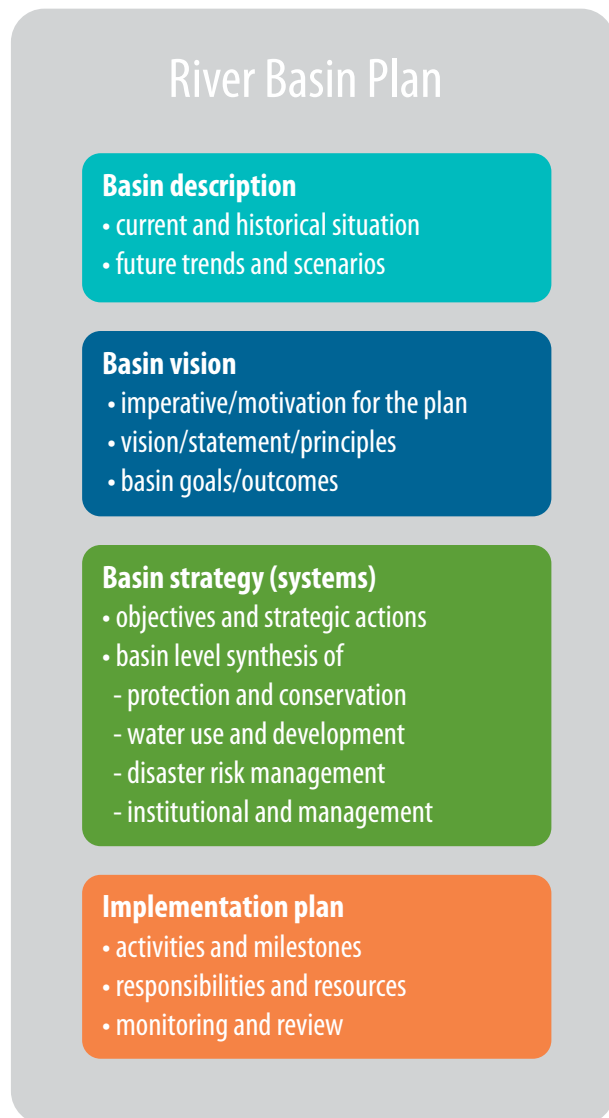 River Basin Plan
Basin description
• current and historical situation
• future trends and scenarios
Basin vision
• imperative/motivation for the plan
• vision/statement/principles
• basin goals/outcomes
Basin strategy (systems)
• objectives and strategic actions
• basin level synthesis of
- protection and conservation
- water use and development
- disaster risk management
- institutional and management
Implementation plan
• activities and milestones
• responsibilities and resources
• monitoring and review